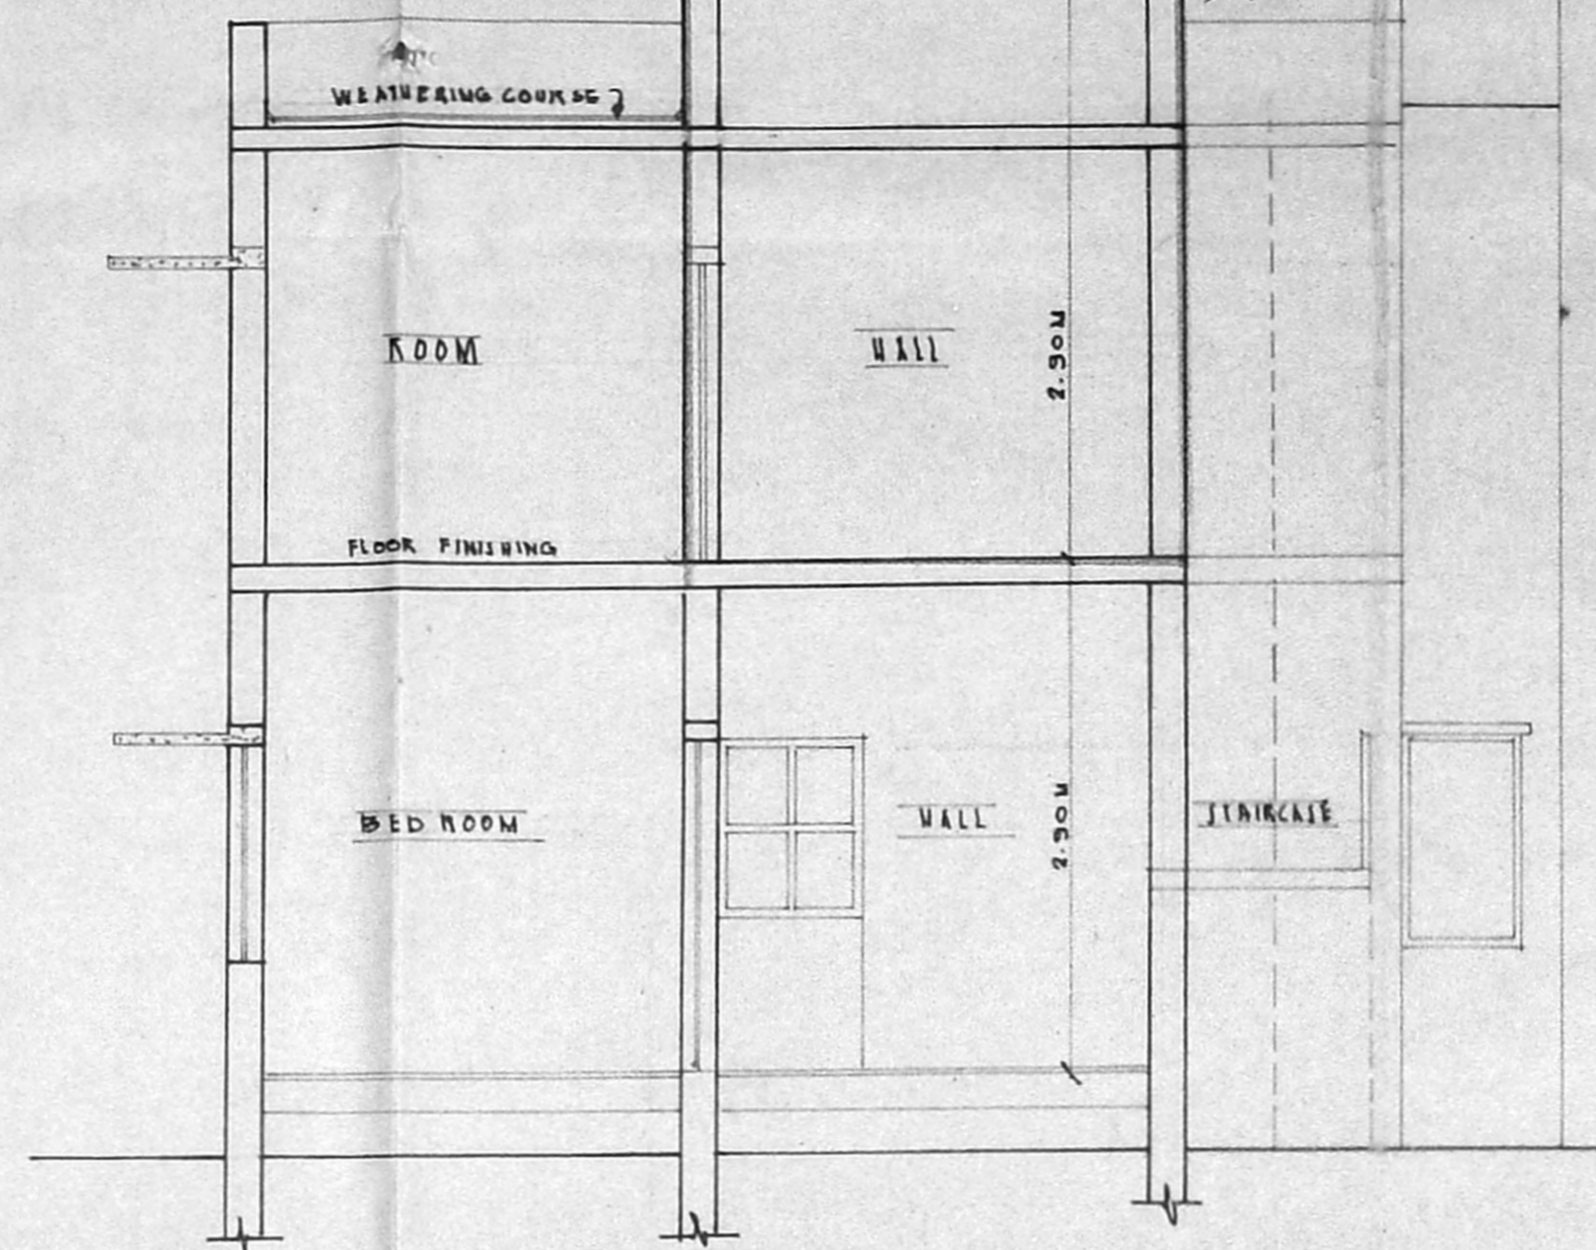 WEATHERING COURSE
ROOM
HALL
2.90M
FLOOR FINISHING
BED ROOM
HALL
2.90M
STAIRCASE